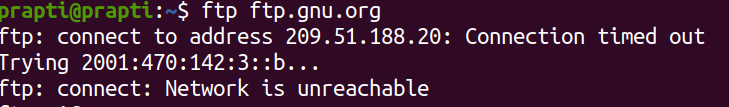 prapti@prapti:~$ ftp ftp.gnu.org
ftp: connect to address 209.51.188.20: Connection timed out
Trying 2001:470:142:3::b...
ftp: connect: Network is unreachable